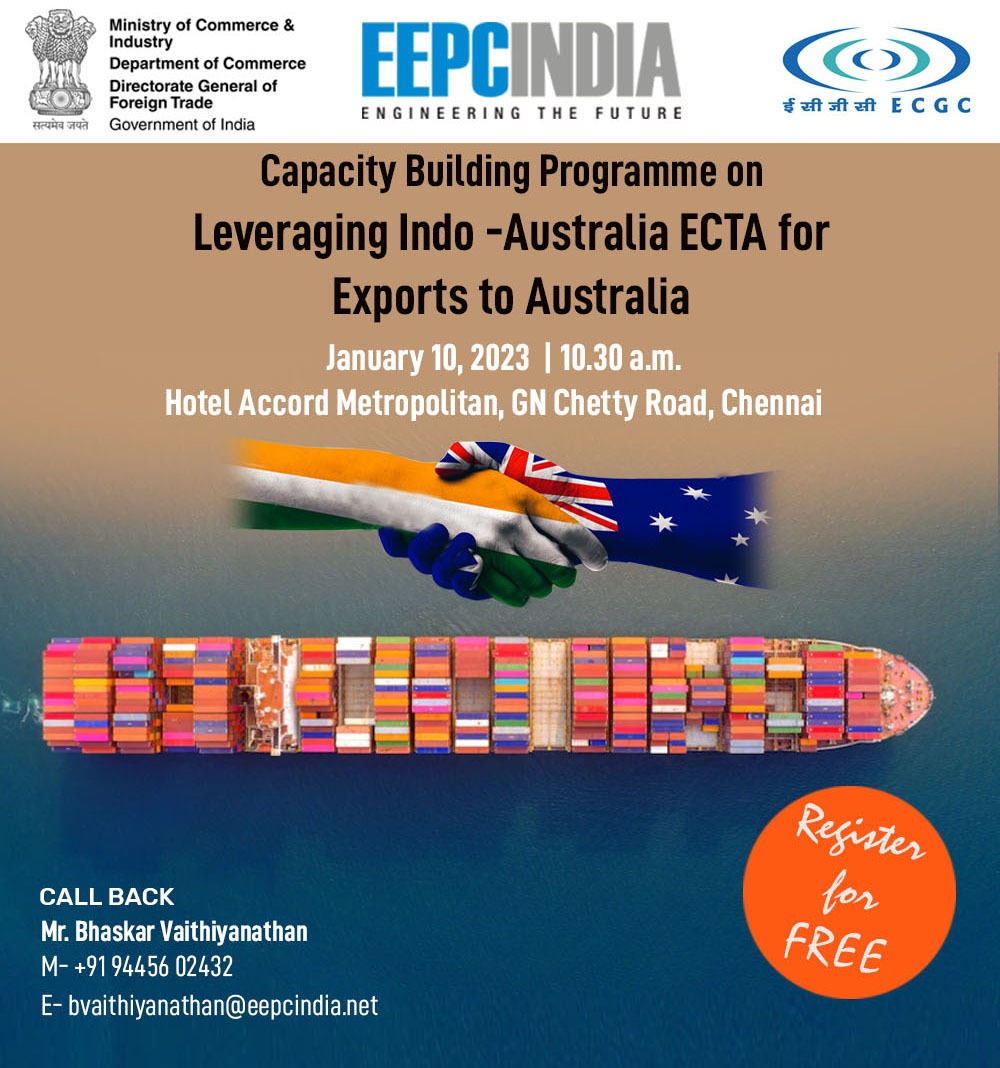 Ministry of Commerce &
Industry
Department of Commerce
Directorate General of
Foreign Trade
Government of India
सत्यमेव जयते
EEPCINDIA
ENGINEERING THE FUTURE
ई सी जी सी ECGC
Capacity Building Programme on
Leveraging Indo -Australia ECTA for
Exports to Australia
January 10, 2023 | 10.30 a.m.
Hotel Accord Metropolitan, GN Chetty Road, Chennai
Register
for
FREE
CALL BACK
Mr. Bhaskar Vaithiyanathan
M- +91 94456 02432
E- bvaithiyanathan@eepcindia.net